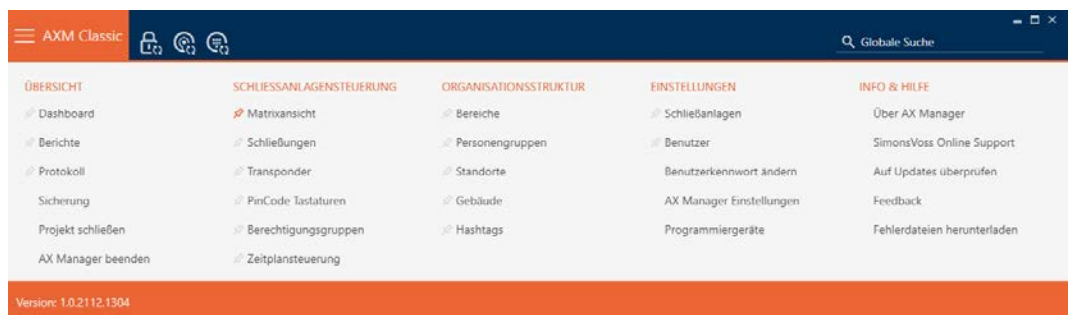 AXM Classic
Globale Suche
ÜBERSICHT
Dashboard
Berichte
Protokoll
Sicherung
Projekt schließen
AX Manager beenden
SCHLIESSANLAGENSTEUERUNG
Matrixansicht
Schließungen
Transponder
PinCode Tastaturen
Berechtigungsgruppen
Zeitplansteuerung
ORGANISATIONSSTRUKTUR
Bereiche
Personengruppen
Standorte
Gebäude
Hashtags
EINSTELLUNGEN
Schließanlagen
Benutzer
Benutzerkennwort ändern
AX Manager Einstellungen
Programmiergeräte
INFO & HILFE
Über AX Manager
SimonsVoss Online Support
Auf Updates überprüfen
Feedback
Fehlerdateien herunterladen
Version: 1.0.2112.1304